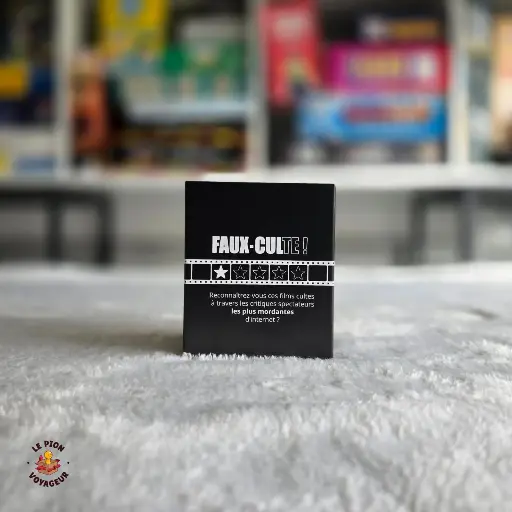 FAUX-CULTE !
Reconnaîtrez-vous ces films cultes
à travers les critiques spectateurs
les plus mordantes
d'internet ?
LE PION
VOYAGEUR